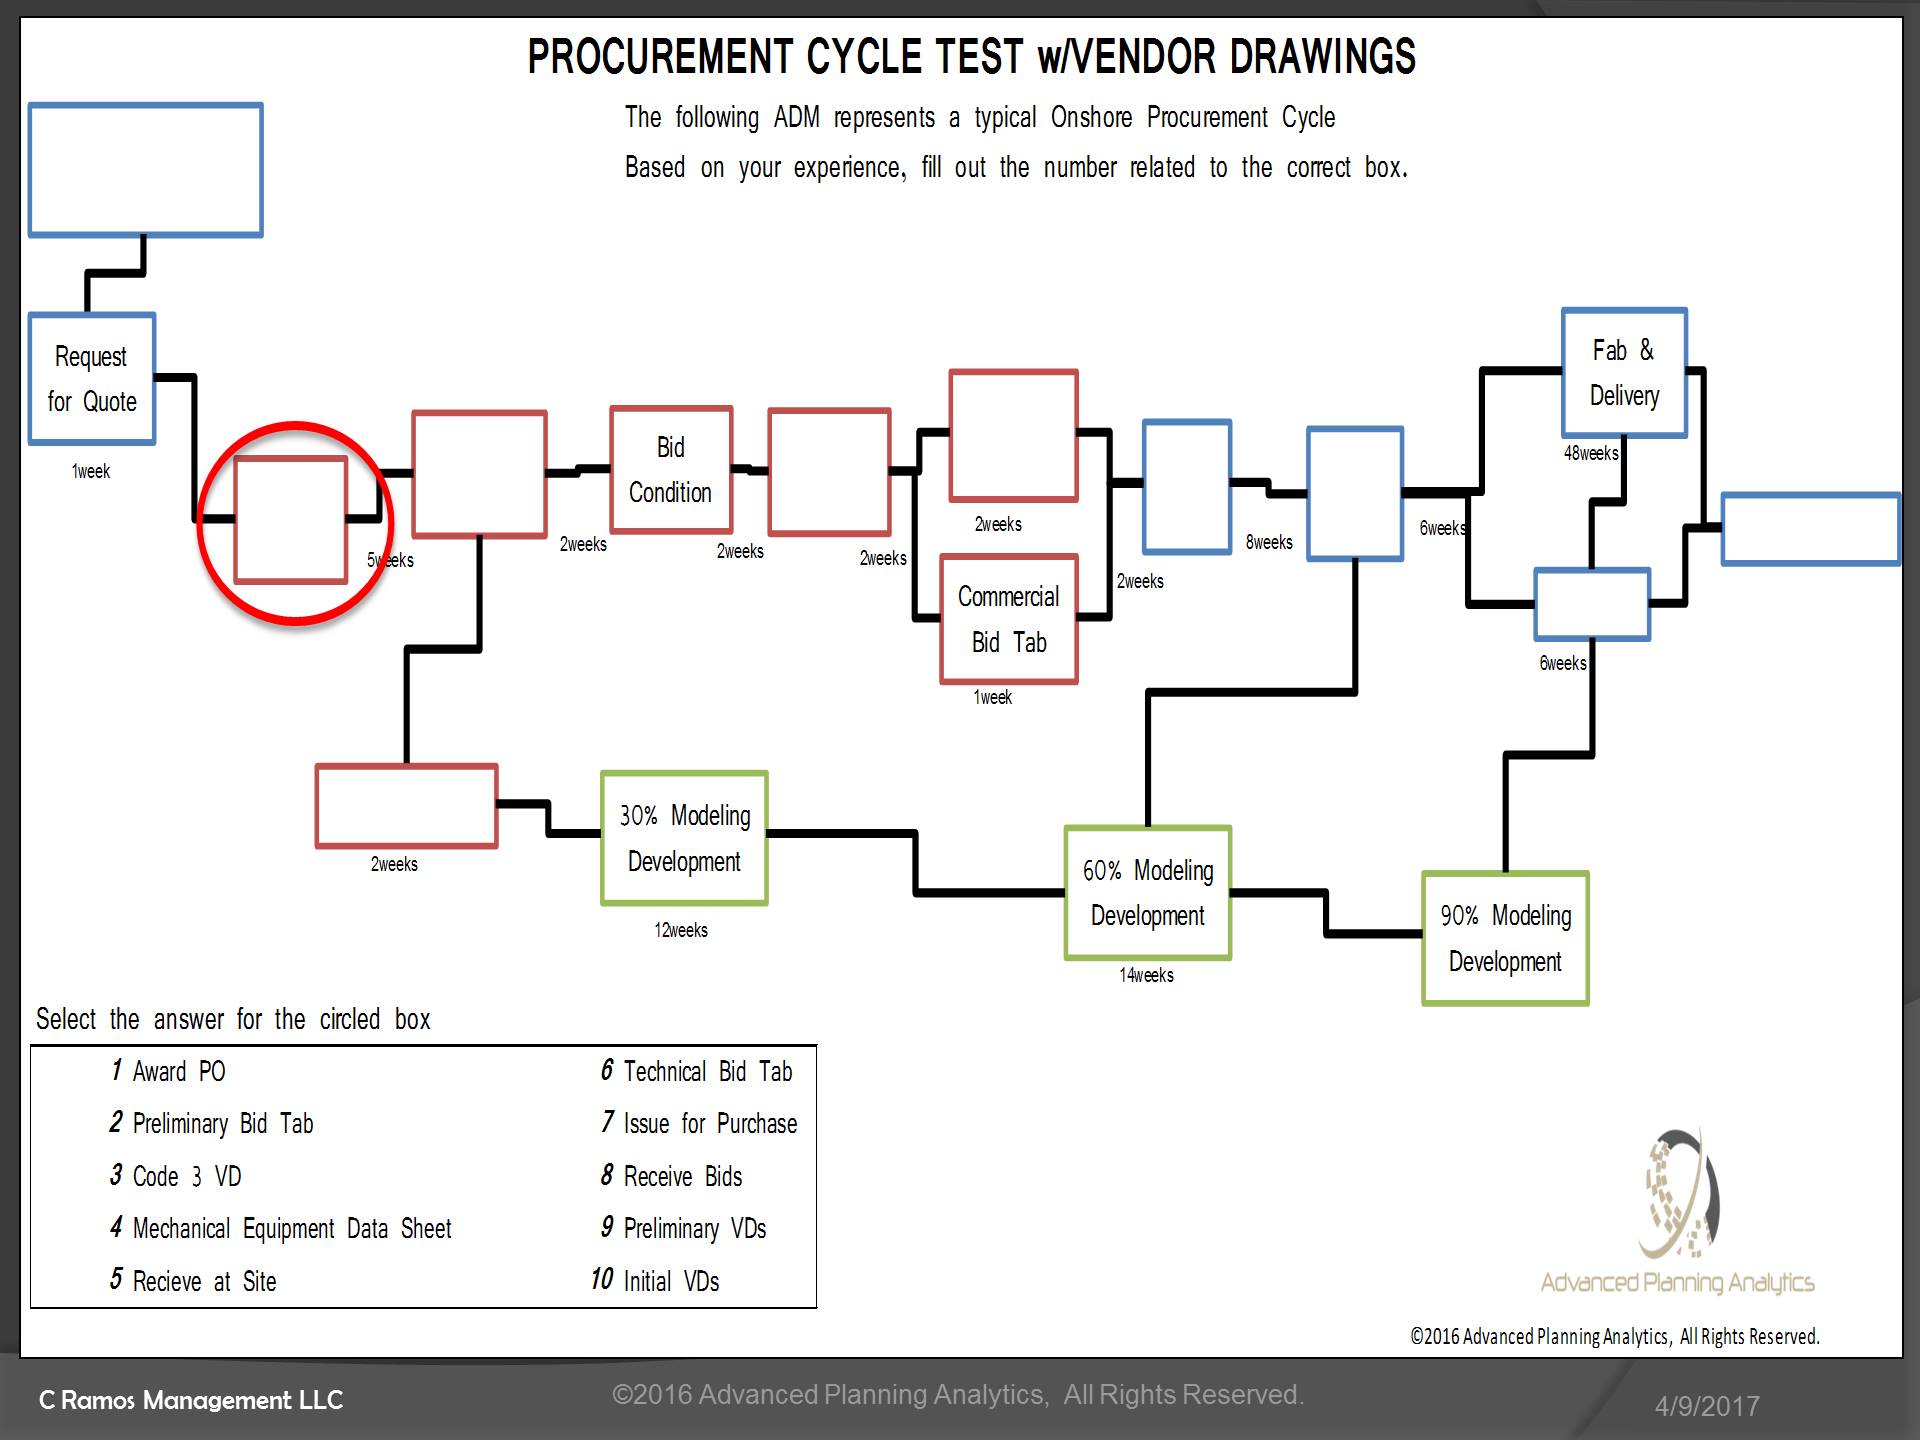 PROCUREMENT CYCLE TEST w/VENDOR DRAWINGS
The following ADM represents a typical Onshore Procurement Cycle
Based on your experience, fill out the number related to the correct box.
Request
for Quote
1week
5weeks
2weeks
Bid
Condition
2weeks
2weeks
2weeks
Commercial
Bid Tab
1week
2weeks
8weeks
6weeks
Fab &
Delivery
48weeks
6weeks
2weeks
30% Modeling
Development
12weeks
60% Modeling
Development
14weeks
90% Modeling
Development
Select the answer for the circled box
1 Award PO
2 Preliminary Bid Tab
3 Code 3 VD
4 Mechanical Equipment Data Sheet
5 Recieve at Site
6 Technical Bid Tab
7 Issue for Purchase
8 Receive Bids
9 Preliminary VDs
10 Initial VDs
Advanced Planning Analytics
©2016 Advanced Planning Analytics, All Rights Reserved.
C Ramos Management LLC
©2016 Advanced Planning Analytics, All Rights Reserved.
4/9/2017